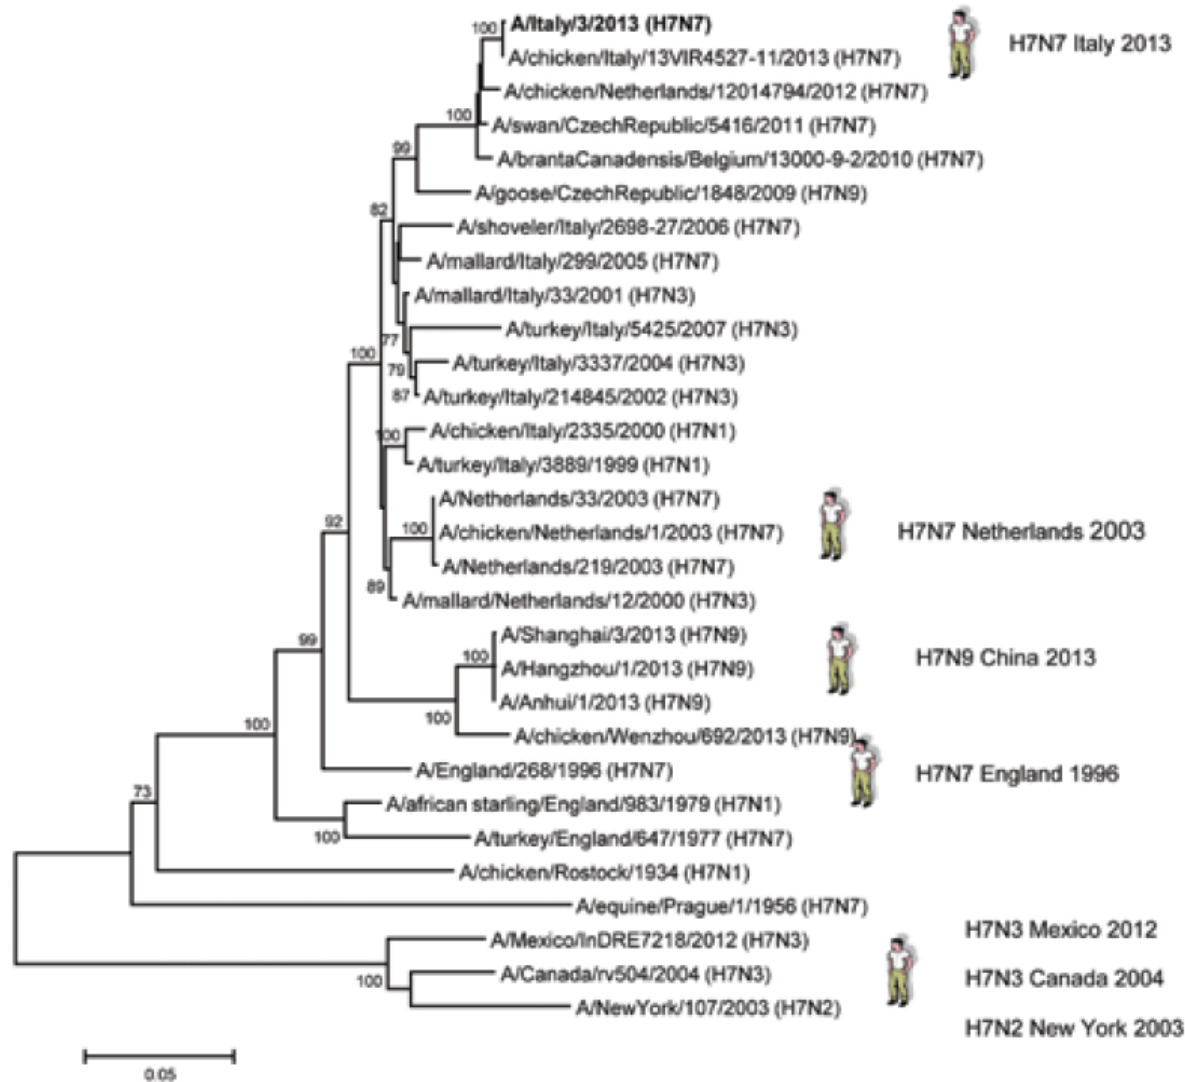 100
A/Italy/3/2013 (H7N7)
H7N7 Italy 2013
A/chicken/Italy/13VIR4527-11/2013 (H7N7)
A/chicken/Netherlands/12014794/2012 (H7N7)
100
A/swan/CzechRepublic/5416/2011 (H7N7)
99
A/brantaCanadensis/Belgium/13000-9-2/2010 (H7N7)
A/goose/CzechRepublic/1848/2009 (H7N9)
82
A/shoveler/Italy/2698-27/2006 (H7N7)
A/mallard/Italy/299/2005 (H7N7)
A/mallard/Italy/33/2001 (H7N3)
A/turkey/Italy/5425/2007 (H7N3)
77
100
A/turkey/Italy/3337/2004 (H7N3)
79
87
A/turkey/Italy/214845/2002 (H7N3)
100
A/chicken/Italy/2335/2000 (H7N1)
A/turkey/Italy/3889/1999 (H7N1)
A/Netherlands/33/2003 (H7N7)
92
100
A/chicken/Netherlands/1/2003 (H7N7)
H7N7 Netherlands 2003
A/Netherlands/219/2003 (H7N7)
89
A/mallard/Netherlands/12/2000 (H7N3)
99
A/Shanghai/3/2013 (H7N9)
100
A/Hangzhou/1/2013 (H7N9)
H7N9 China 2013
A/Anhui/1/2013 (H7N9)
100
100
A/chicken/Wenzhou/692/2013 (H7N9)
A/England/268/1996 (H7N7)
H7N7 England 1996
73
A/african starling/England/983/1979 (H7N1)
100
A/turkey/England/647/1977 (H7N7)
A/chicken/Rostock/1934 (H7N1)
A/equine/Prague/1/1956 (H7N7)
A/Mexico/InDRE7218/2012 (H7N3)
H7N3 Mexico 2012
100
A/Canada/rv504/2004 (H7N3)
H7N3 Canada 2004
A/NewYork/107/2003 (H7N2)
H7N2 New York 2003
0.05